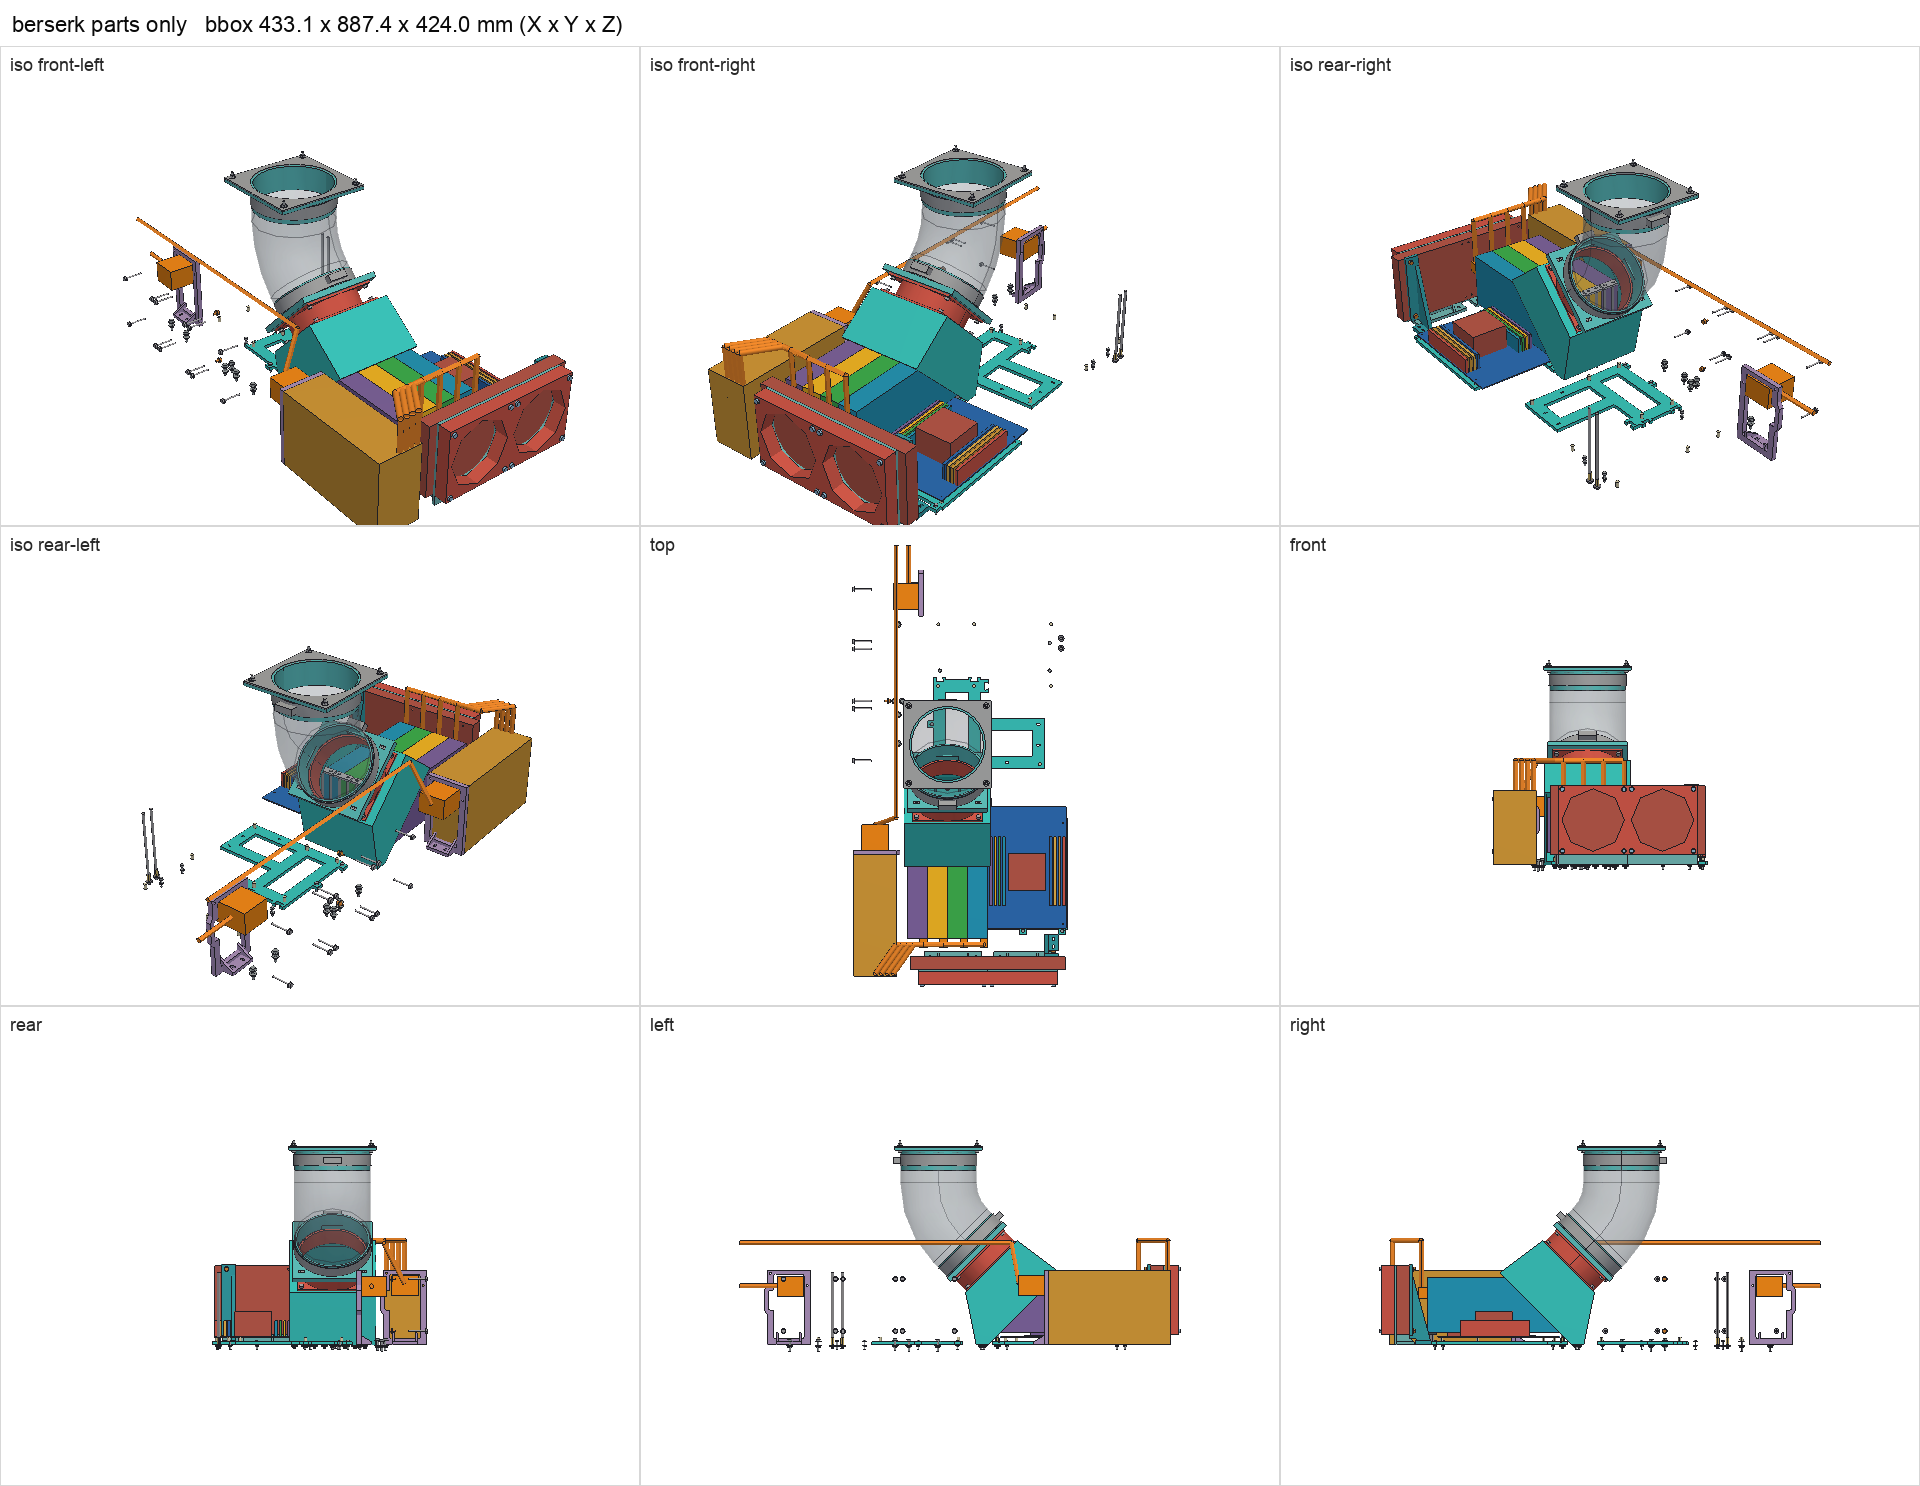 berserk parts only   bbox 433.1 x 887.4 x 424.0 mm (X x Y x Z)
iso front-left
iso front-right
iso rear-right
iso rear-left
top
front
rear
left
right